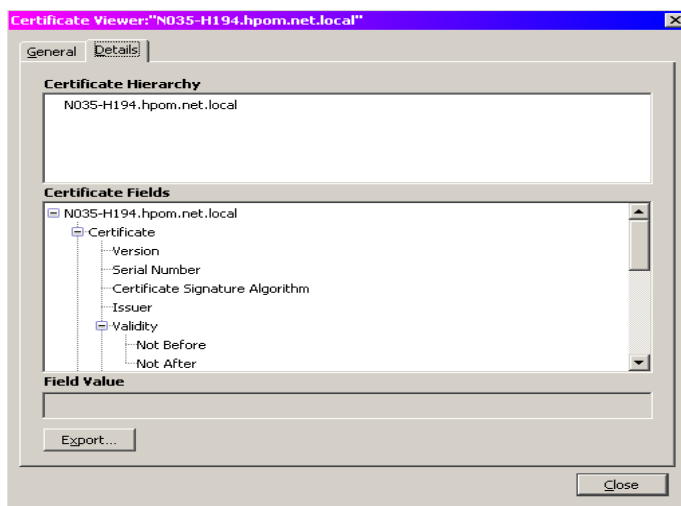 Certificate Viewer:"N035-H194.hpom.net.local"
General Details
Certificate Hierarchy
N035-H194.hpom.net.local
Certificate Fields
N035-H194.hpom.net.local
Certificate
Version
Serial Number
Certificate Signature Algorithm
Issuer
Validity
Not Before
Not After
Field Value
Export...
Close